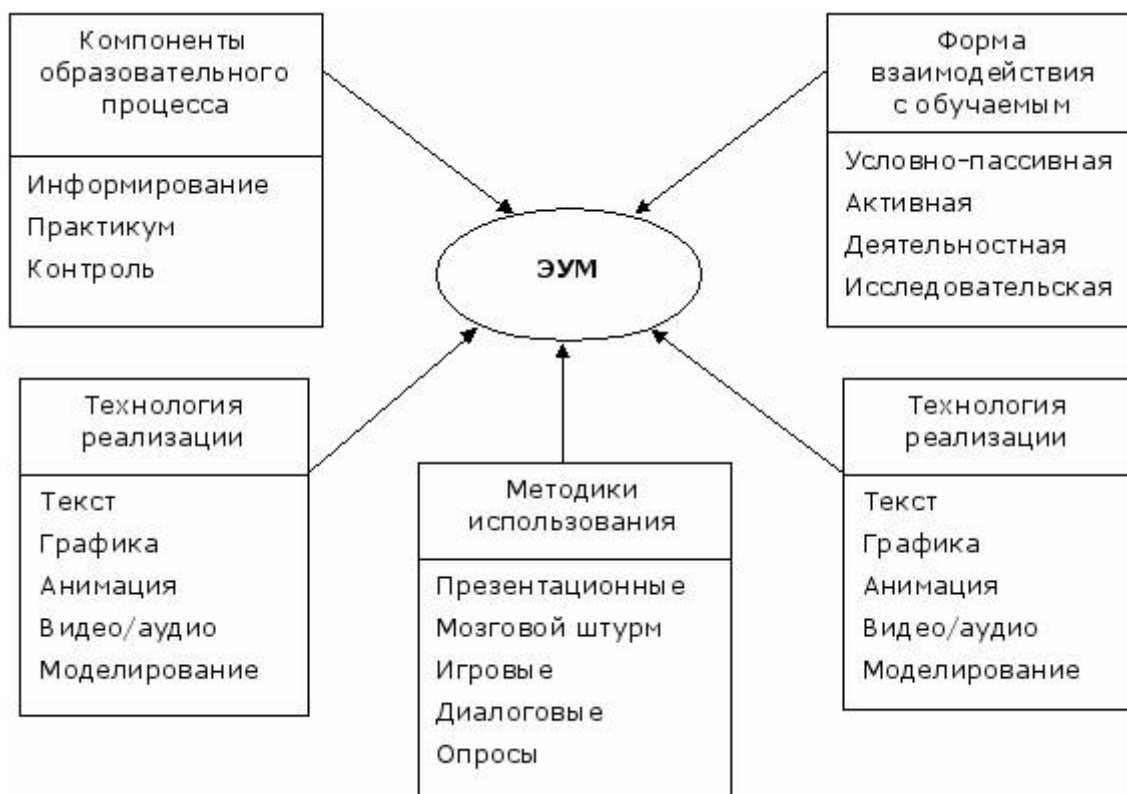 Компоненты
образовательного
процесса
Информирование
Практикум
Контроль
Форма
взаимодействия
с обучаемым
Условно-пассивная
Активная
Деятельностная
Исследовательская
ЭУМ
Технология
реализации
Текст
Графика
Анимация
Видео/аудио
Моделирование
Методики
использования
Презентационные
Мозговой штурм
Игровые
Диалоговые
Опросы
Технология
реализации
Текст
Графика
Анимация
Видео/аудио
Моделирование